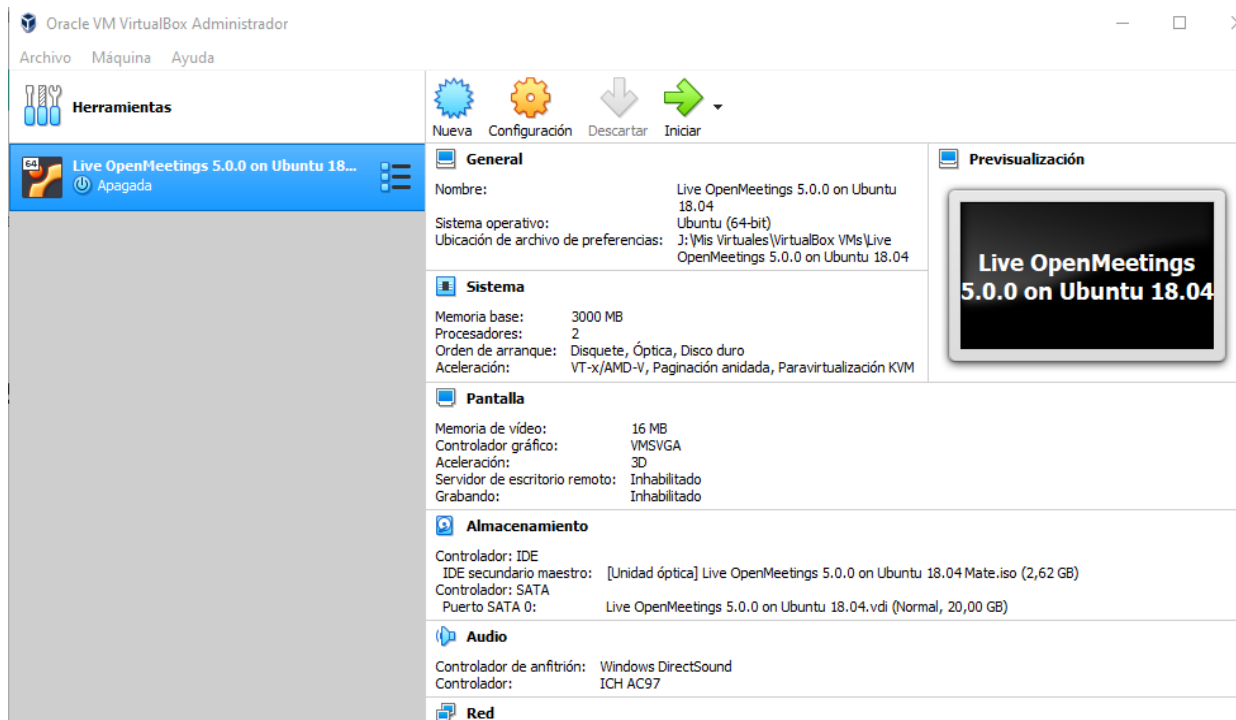 Oracle VM VirtualBox Administrador
Archivo Máquina Ayuda
Herramientas
Nueva Configuración Descartar Iniciar
64
Live OpenMeetings 5.0.0 on Ubuntu 18...
Apagada
General
Nombre: Live OpenMeetings 5.0.0 on Ubuntu
18.04
Sistema operativo: Ubuntu (64-bit)
Ubicación de archivo de preferencias: J:\Mis Virtuales\VirtualBox VMs\Live
OpenMeetings 5.0.0 on Ubuntu 18.04
Previsualización
Live OpenMeetings
5.0.0 on Ubuntu 18.04
Sistema
Memoria base: 3000 MB
Procesadores: 2
Orden de arranque: Disquete, Óptica, Disco duro
Aceleración: VT-x/AMD-V, Paginación anidada, Paravirtualización KVM
Pantalla
Memoria de vídeo: 16 MB
Controlador gráfico: VMSVGA
Aceleración: 3D
Servidor de escritorio remoto: Inhabilitado
Grabando: Inhabilitado
Almacenamiento
Controlador: IDE
IDE secundario maestro: [Unidad óptica] Live OpenMeetings 5.0.0 on Ubuntu 18.04 Mate.iso (2,62 GB)
Controlador: SATA
Puerto SATA 0: Live OpenMeetings 5.0.0 on Ubuntu 18.04.vdi (Normal, 20,00 GB)
Audio
Controlador de anfitrión: Windows DirectSound
Controlador: ICH AC97
Red